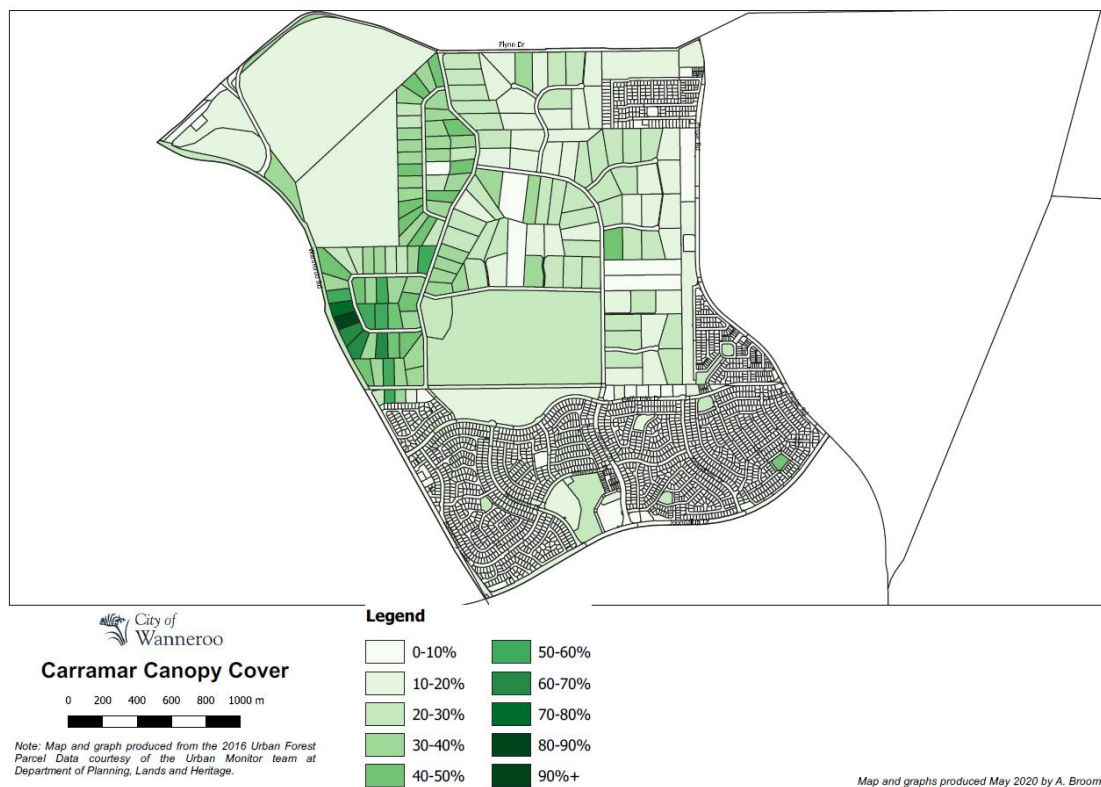 Flynn Dr
Wanneroo Rd
City of
Wanneroo
Carramar Canopy Cover
0 200 400 600 800 1000 m
Note: Map and graph produced from the 2016 Urban Forest
Parcel Data courtesy of the Urban Monitor team at
Department of Planning, Lands and Heritage.
Legend
0-10%
10-20%
20-30%
30-40%
40-50%
50-60%
60-70%
70-80%
80-90%
90%+
Map and graphs produced May 2020 by A. Broom